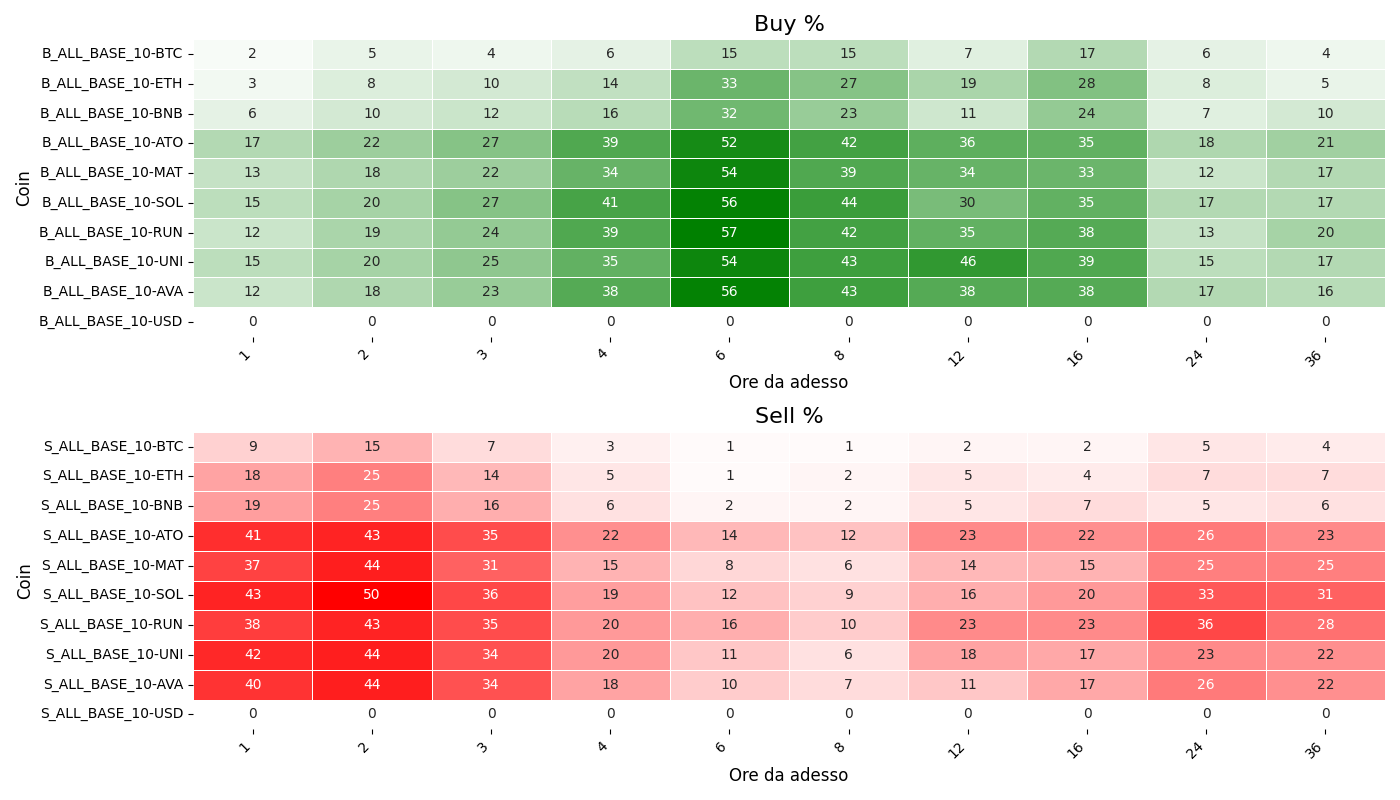 Buy %
Coin
B_ALL_BASE_10-BTC 2 5 4 6 15 15 7 17 6 4
B_ALL_BASE_10-ETH 3 8 10 14 33 27 19 28 8 5
B_ALL_BASE_10-BNB 6 10 12 16 32 23 11 24 7 10
B_ALL_BASE_10-ATO 17 22 27 39 52 42 36 35 18 21
B_ALL_BASE_10-MAT 13 18 22 34 54 39 34 33 12 17
B_ALL_BASE_10-SOL 15 20 27 41 56 44 30 35 17 17
B_ALL_BASE_10-RUN 12 19 24 39 57 42 35 38 13 20
B_ALL_BASE_10-UNI 15 20 25 35 54 43 46 39 15 17
B_ALL_BASE_10-AVA 12 18 23 38 56 43 38 38 17 16
B_ALL_BASE_10-USD 0 0 0 0 0 0 0 0 0 0
1 2 3 4 6 8 12 16 24 36
Ore da adesso
Sell %
Coin
S_ALL_BASE_10-BTC 9 15 7 3 1 1 2 2 5 4
S_ALL_BASE_10-ETH 18 25 14 5 1 2 5 4 7 7
S_ALL_BASE_10-BNB 19 25 16 6 2 2 5 7 5 6
S_ALL_BASE_10-ATO 41 43 35 22 14 12 23 22 26 23
S_ALL_BASE_10-MAT 37 44 31 15 8 6 14 15 25 25
S_ALL_BASE_10-SOL 43 50 36 19 12 9 16 20 33 31
S_ALL_BASE_10-RUN 38 43 35 20 16 10 23 23 36 28
S_ALL_BASE_10-UNI 42 44 34 20 11 6 18 17 23 22
S_ALL_BASE_10-AVA 40 44 34 18 10 7 11 17 26 22
S_ALL_BASE_10-USD 0 0 0 0 0 0 0 0 0 0
1 2 3 4 6 8 12 16 24 36
Ore da adesso